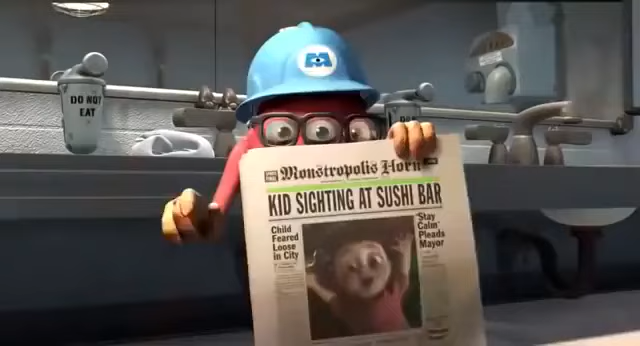 DO NOT
EAT
Monstropolis Horn
KID SIGHTING AT SUSHI BAR
Child
Feared
Loose
in City
"Stay
Calm"
Pleads
Mayor